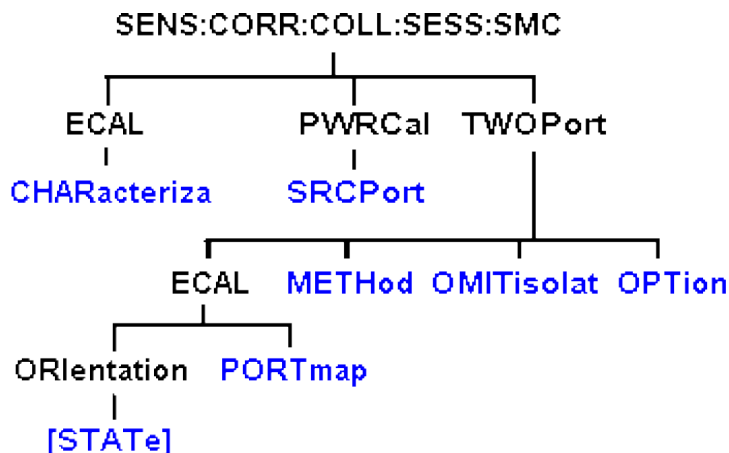 SENS:CORR:COLL:SESS:SMC
ECAL PWRCal TWOPort
CHARacteriza SRCPort
ECAL METHod OMITisolat OPTion
ORIentation PORTmap
[STATe]